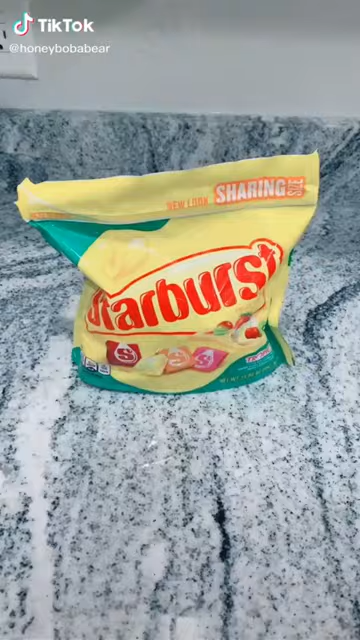 TikTok
@honeybobabear
NEW LOOK SHARING SIZE
Starburst
S S S